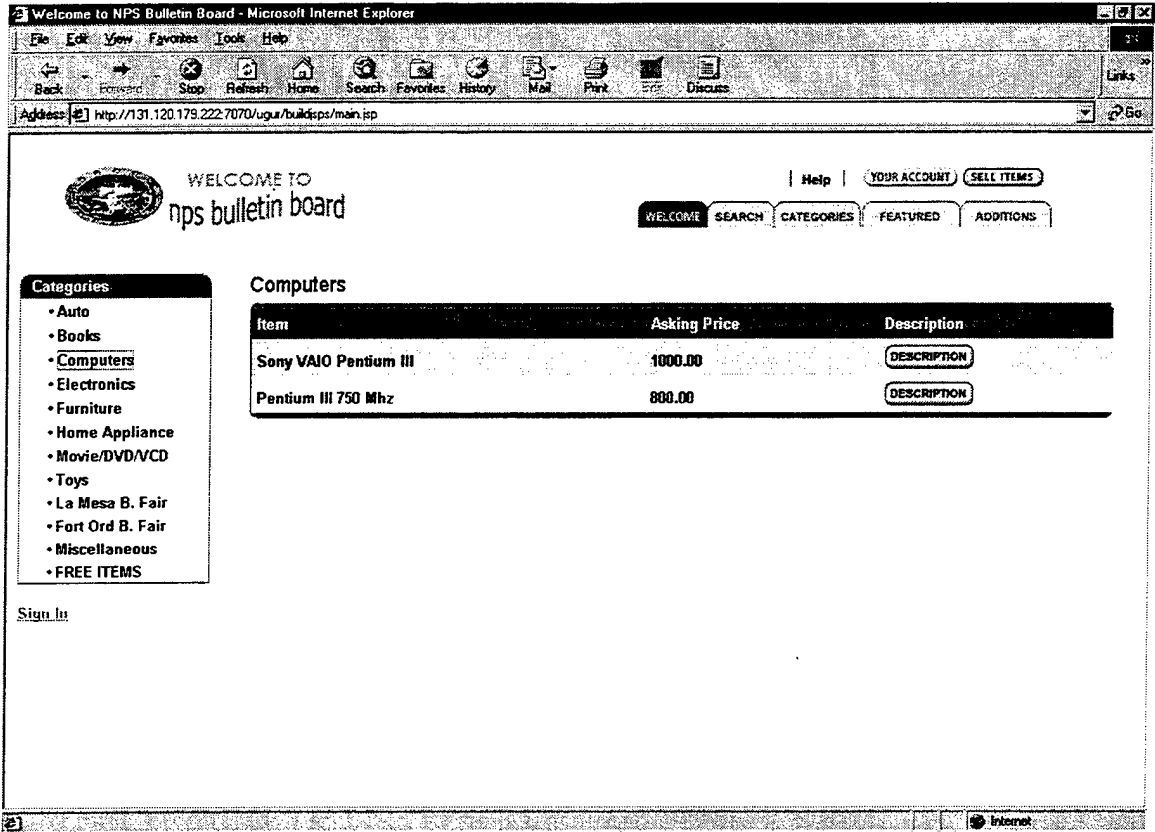 Welcome to NPS Bulletin Board - Microsoft Internet Explorer
File Edit View Favorites Tools Help
Back Forward Stop Refresh Home Search Favorites History Mail Print Edit Discuss Links
Address http://131.120.179.222:7070/ugur/buildjsps/main.jsp Go
WELCOME TO
nps bulletin board
| Help | YOUR ACCOUNT SELL ITEMS
WELCOME SEARCH CATEGORIES FEATURED ADDITIONS
Categories
• Auto
• Books
• Computers
• Electronics
• Furniture
• Home Appliance
• Movie/DVD/VCD
• Toys
• La Mesa B. Fair
• Fort Ord B. Fair
• Miscellaneous
• FREE ITEMS
Sign In
Computers
Item Asking Price Description
Sony VAIO Pentium III 1000.00 DESCRIPTION
Pentium III 750 Mhz 800.00 DESCRIPTION
Internet